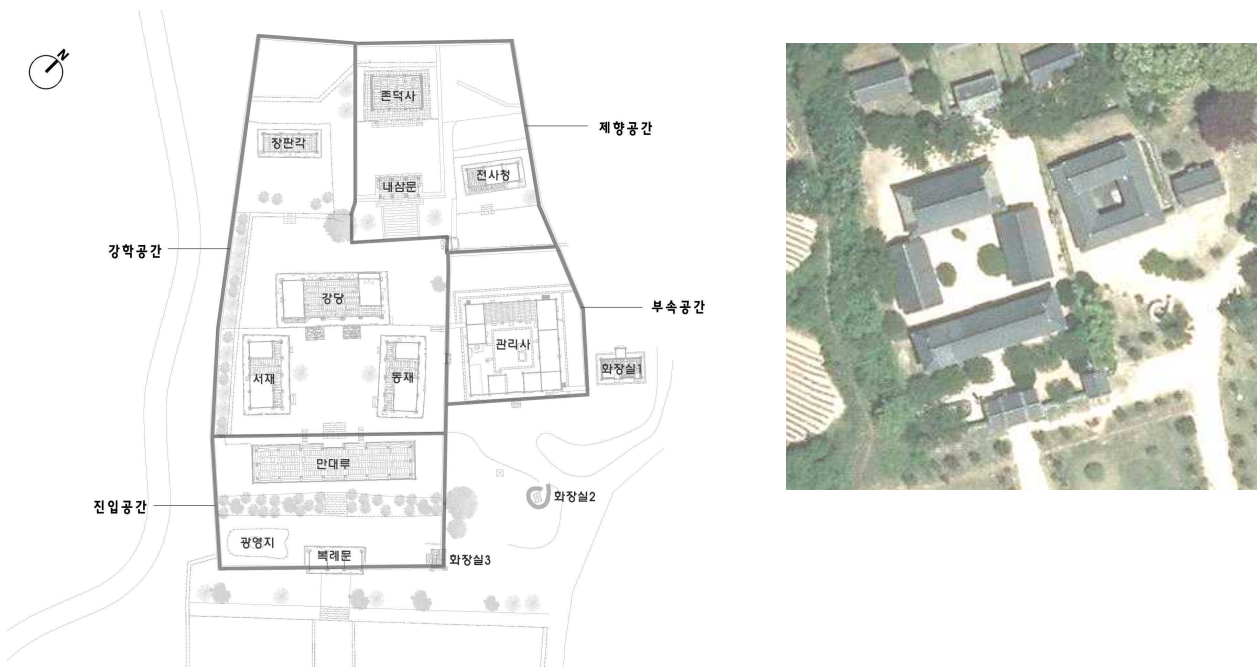 N
존덕사
제향공간
장판각
전사청
내삼문
강학공간
강당
부속공간
관리사
화장실1
서재
동재
만대루
진입공간
화장실2
광영지
복례문
화장실3